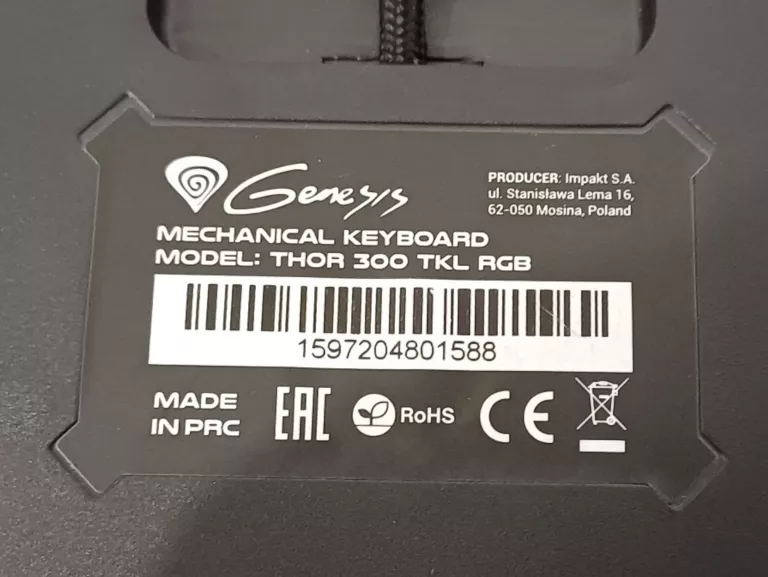 Genesis
PRODUCER: Impakt S.A.
ul. Stanisława Lema 16,
62-050 Mosina, Poland
MECHANICAL KEYBOARD
MODEL: THOR 300 TKL RGB
1597204801588
MADE
IN PRC
EAC
RoHS
CE